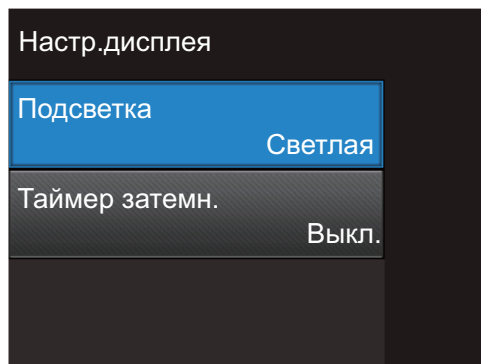 Настр.дисплея
Подсветка
Светлая
Таймер затемн.
Выкл.